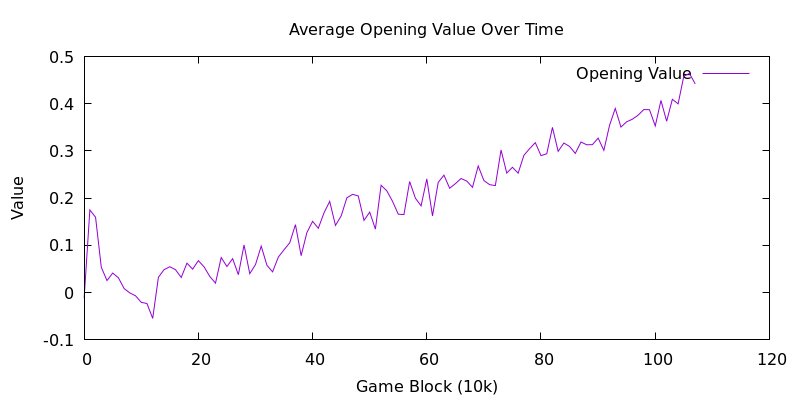 Average Opening Value Over Time
0.5
Opening Value
0.4
0.3
0.2
0.1
0
-0.1
Value
0 20 40 60 80 100 120
Game Block (10k)